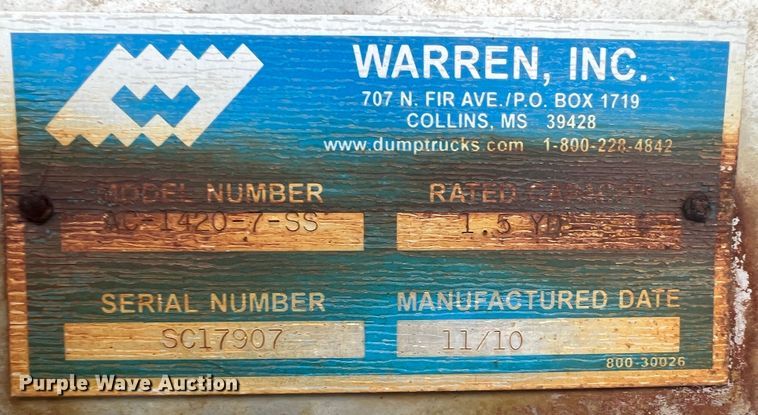 WARREN, INC.
707 N. FIR AVE./P.O. BOX 1719
COLLINS, MS 39428
www.dumptrucks.com 1-800-228-4842
MODEL NUMBER RATED CAPACITY
AC-1420-7-SS 1.5 YD
SERIAL NUMBER MANUFACTURED DATE
SC17907 11/10
800-30026
Purple Wave Auction